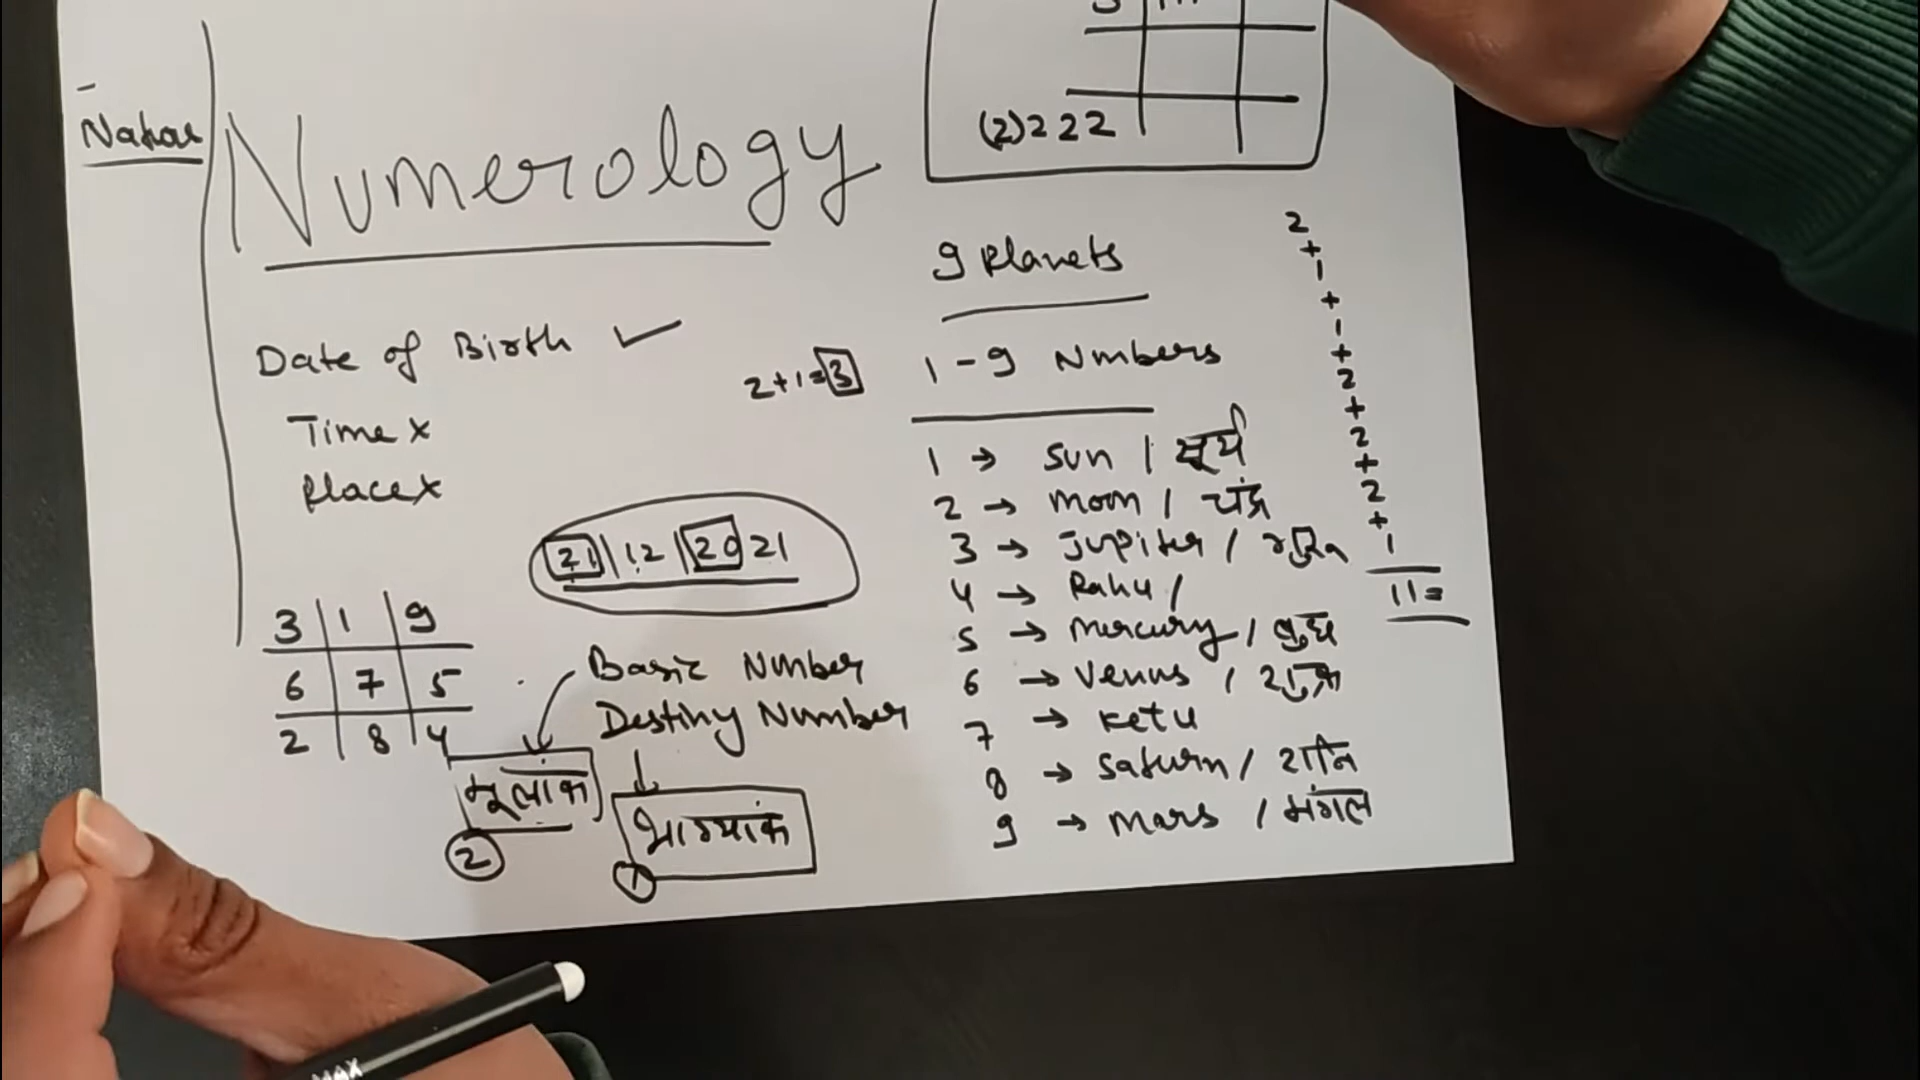 Numerology
(2)222
Date of Birth ✓
Time x
Place x
2+1=3
21|12|2021
3 | 1 | 9
6 | 7 | 5
2 | 8 | 4
Basic Number
Destiny Number
मूलांक
2
भाग्यांक
9 Planets
1-9 Numbers
1 → Sun / सूर्य
2 → moon / चंद्र
3 → Jupiter /
4 → Rahu /
5 → mercury / बुध
6 → Venus / शुक्र
7 → Ketu
8 → Saturn / शनि
9 → Mars / मंगल
2
+
1
+
1
+
2
+
2
+
2
+
1
11=